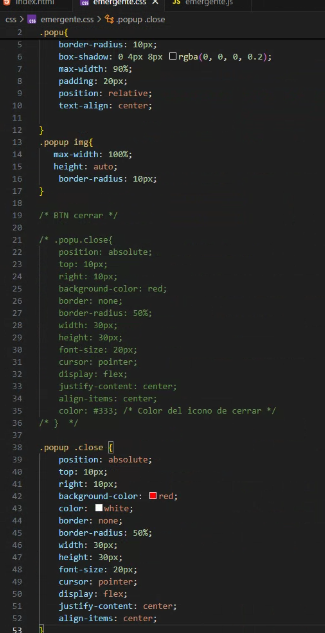 index.html emergente.css emergente.js
css > emergente.css > .popup .close
2 .popu{
5 border-radius: 10px;
6 box-shadow: 0 4px 8px rgba(0, 0, 0, 0.2);
7 max-width: 90%;
8 padding: 20px;
9 position: relative;
10 text-align: center;
11
12 }
13 .popup img{
14 max-width: 100%;
15 height: auto;
16 border-radius: 10px;
17 }
18
19 /* BTN cerrar */
20
21 /* .popu.close{
22 position: absolute;
23 top: 10px;
24 right: 10px;
25 background-color: red;
26 border: none;
27 border-radius: 50%;
28 width: 30px;
29 height: 30px;
30 font-size: 20px;
31 cursor: pointer;
32 display: flex;
33 justify-content: center;
34 align-items: center;
35 color: #333; /* Color del icono de cerrar */
36 /* } */
37
38 .popup .close {
39 position: absolute;
40 top: 10px;
41 right: 10px;
42 background-color: red;
43 color: white;
44 border: none;
45 border-radius: 50%;
46 width: 30px;
47 height: 30px;
48 font-size: 20px;
49 cursor: pointer;
50 display: flex;
51 justify-content: center;
52 align-items: center;
53 }